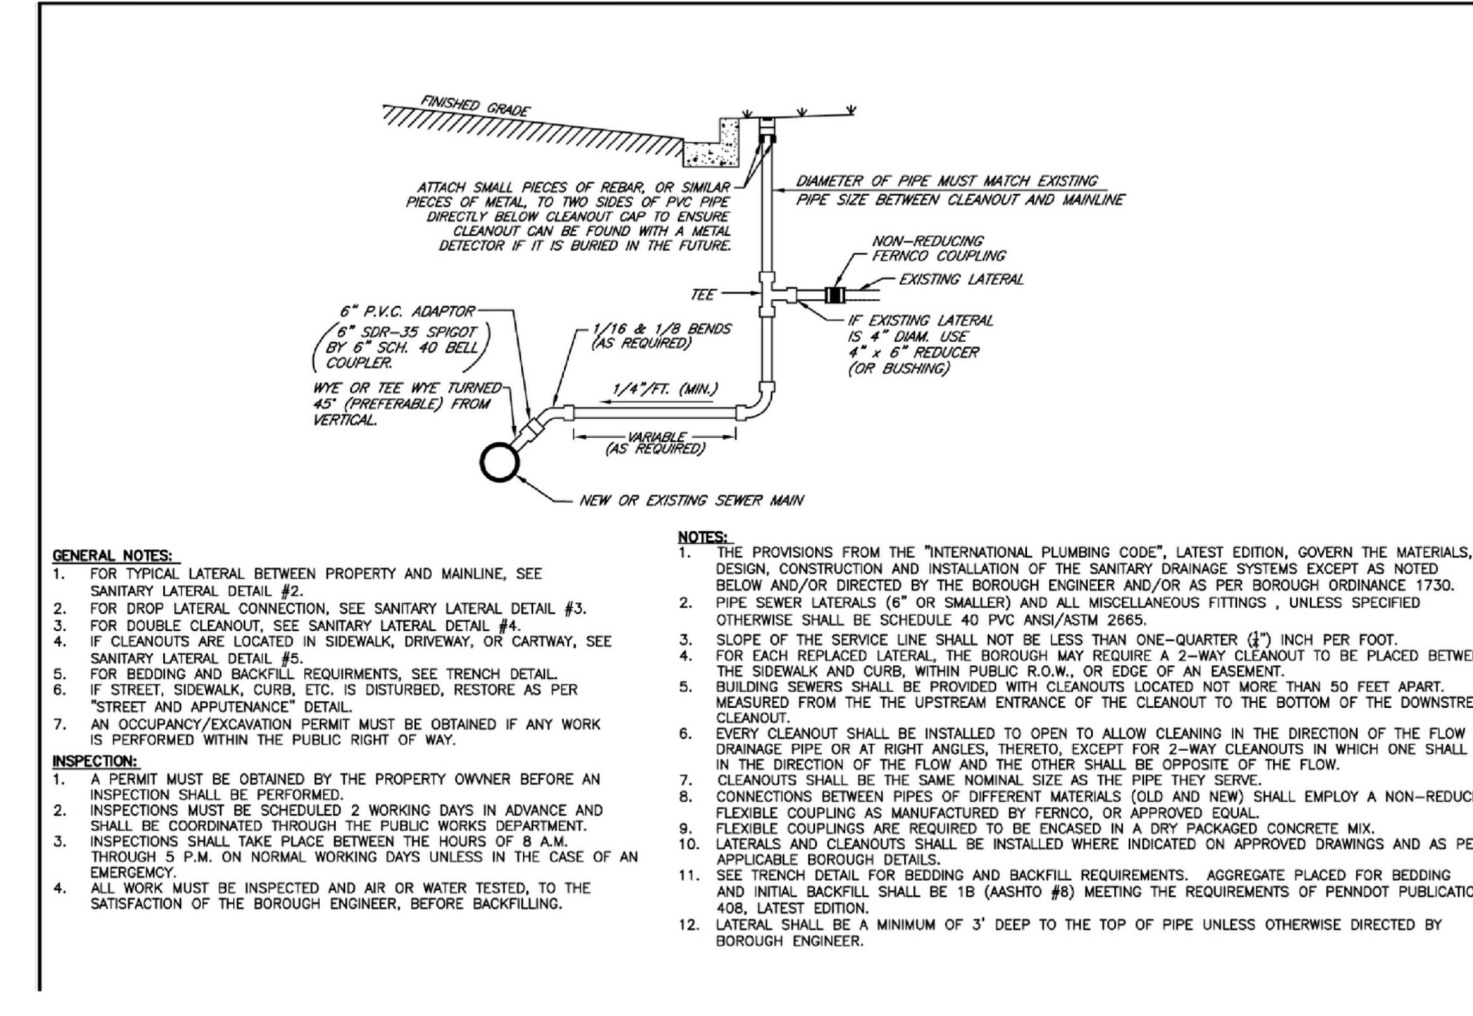 FINISHED GRADE
ATTACH SMALL PIECES OF REBAR, OR SIMILAR
PIECES OF METAL, TO TWO SIDES OF PVC PIPE
DIRECTLY BELOW CLEANOUT CAP TO ENSURE
CLEANOUT CAN BE FOUND WITH A METAL
DETECTOR IF IT IS BURIED IN THE FUTURE.
DIAMETER OF PIPE MUST MATCH EXISTING
PIPE SIZE BETWEEN CLEANOUT AND MAINLINE
NON-REDUCING
FERNCO COUPLING
EXISTING LATERAL
TEE
IF EXISTING LATERAL
IS 4" DIAM. USE
4" x 6" REDUCER
(OR BUSHING)
6" P.V.C. ADAPTOR
(6" SDR-35 SPIGOT
BY 6" SCH. 40 BELL
COUPLER.)
1/16 & 1/8 BENDS
(AS REQUIRED)
WYE OR TEE WYE TURNED
45° (PREFERABLE) FROM
VERTICAL.
1/4"/FT. (MIN.)
VARIABLE
(AS REQUIRED)
NEW OR EXISTING SEWER MAIN
GENERAL NOTES:
1. FOR TYPICAL LATERAL BETWEEN PROPERTY AND MAINLINE, SEE
SANITARY LATERAL DETAIL #2.
2. FOR DROP LATERAL CONNECTION, SEE SANITARY LATERAL DETAIL #3.
3. FOR DOUBLE CLEANOUT, SEE SANITARY LATERAL DETAIL #4.
4. IF CLEANOUTS ARE LOCATED IN SIDEWALK, DRIVEWAY, OR CARTWAY, SEE
SANITARY LATERAL DETAIL #5.
5. FOR BEDDING AND BACKFILL REQUIRMENTS, SEE TRENCH DETAIL.
6. IF STREET, SIDEWALK, CURB, ETC. IS DISTURBED, RESTORE AS PER
"STREET AND APPUTENANCE" DETAIL.
7. AN OCCUPANCY/EXCAVATION PERMIT MUST BE OBTAINED IF ANY WORK
IS PERFORMED WITHIN THE PUBLIC RIGHT OF WAY.
INSPECTION:
1. A PERMIT MUST BE OBTAINED BY THE PROPERTY OWVNER BEFORE AN
INSPECTION SHALL BE PERFORMED.
2. INSPECTIONS MUST BE SCHEDULED 2 WORKING DAYS IN ADVANCE AND
SHALL BE COORDINATED THROUGH THE PUBLIC WORKS DEPARTMENT.
3. INSPECTIONS SHALL TAKE PLACE BETWEEN THE HOURS OF 8 A.M.
THROUGH 5 P.M. ON NORMAL WORKING DAYS UNLESS IN THE CASE OF AN
EMERGEMCY.
4. ALL WORK MUST BE INSPECTED AND AIR OR WATER TESTED, TO THE
SATISFACTION OF THE BOROUGH ENGINEER, BEFORE BACKFILLING.
NOTES:
1. THE PROVISIONS FROM THE "INTERNATIONAL PLUMBING CODE", LATEST EDITION, GOVERN THE MATERIALS,
DESIGN, CONSTRUCTION AND INSTALLATION OF THE SANITARY DRAINAGE SYSTEMS EXCEPT AS NOTED
BELOW AND/OR DIRECTED BY THE BOROUGH ENGINEER AND/OR AS PER BOROUGH ORDINANCE 1730.
2. PIPE SEWER LATERALS (6" OR SMALLER) AND ALL MISCELLANEOUS FITTINGS , UNLESS SPECIFIED
OTHERWISE SHALL BE SCHEDULE 40 PVC ANSI/ASTM 2665.
3. SLOPE OF THE SERVICE LINE SHALL NOT BE LESS THAN ONE-QUARTER (¼") INCH PER FOOT.
4. FOR EACH REPLACED LATERAL, THE BOROUGH MAY REQUIRE A 2-WAY CLEANOUT TO BE PLACED BETWE
THE SIDEWALK AND CURB, WITHIN PUBLIC R.O.W., OR EDGE OF AN EASEMENT.
5. BUILDING SEWERS SHALL BE PROVIDED WITH CLEANOUTS LOCATED NOT MORE THAN 50 FEET APART.
MEASURED FROM THE THE UPSTREAM ENTRANCE OF THE CLEANOUT TO THE BOTTOM OF THE DOWNSTRE
CLEANOUT.
6. EVERY CLEANOUT SHALL BE INSTALLED TO OPEN TO ALLOW CLEANING IN THE DIRECTION OF THE FLOW
DRAINAGE PIPE OR AT RIGHT ANGLES, THERETO, EXCEPT FOR 2-WAY CLEANOUTS IN WHICH ONE SHALL
IN THE DIRECTION OF THE FLOW AND THE OTHER SHALL BE OPPOSITE OF THE FLOW.
7. CLEANOUTS SHALL BE THE SAME NOMINAL SIZE AS THE PIPE THEY SERVE.
8. CONNECTIONS BETWEEN PIPES OF DIFFERENT MATERIALS (OLD AND NEW) SHALL EMPLOY A NON-REDUC
FLEXIBLE COUPLING AS MANUFACTURED BY FERNCO, OR APPROVED EQUAL.
9. FLEXIBLE COUPLINGS ARE REQUIRED TO BE ENCASED IN A DRY PACKAGED CONCRETE MIX.
10. LATERALS AND CLEANOUTS SHALL BE INSTALLED WHERE INDICATED ON APPROVED DRAWINGS AND AS PE
APPLICABLE BOROUGH DETAILS.
11. SEE TRENCH DETAIL FOR BEDDING AND BACKFILL REQUIREMENTS. AGGREGATE PLACED FOR BEDDING
AND INITIAL BACKFILL SHALL BE 1B (AASHTO #8) MEETING THE REQUIREMENTS OF PENNDOT PUBLICATIO
408, LATEST EDITION.
12. LATERAL SHALL BE A MINIMUM OF 3' DEEP TO THE TOP OF PIPE UNLESS OTHERWISE DIRECTED BY
BOROUGH ENGINEER.